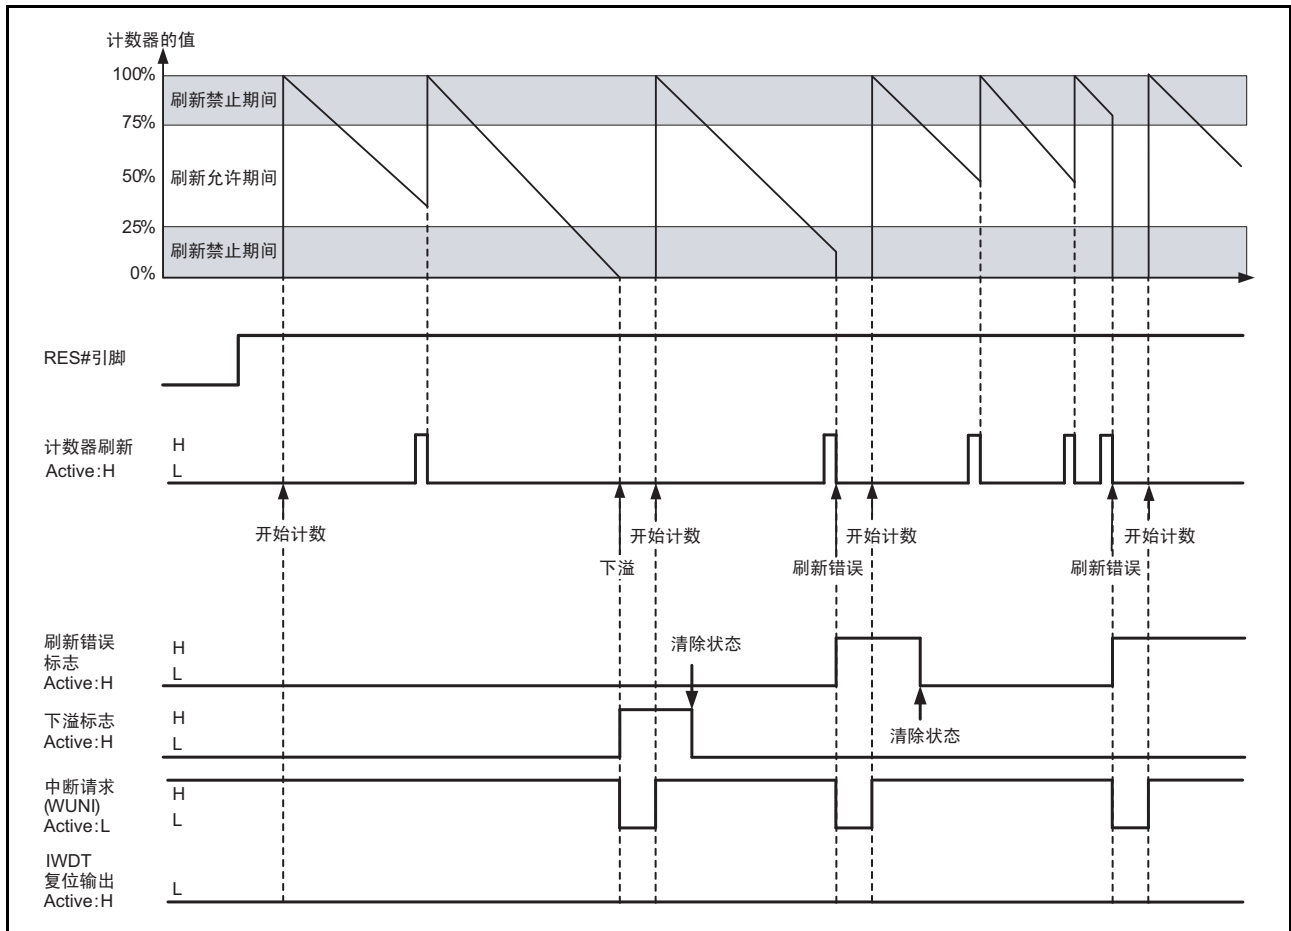 计数器的值
100%
刷新禁止期间
75%
50%
刷新允许期间
25%
刷新禁止期间
0%
RES#引脚
计数器刷新
Active:H
H
L
开始计数
开始计数
开始计数
开始计数
下溢
刷新错误
刷新错误
刷新错误
标志
Active:H
H
L
清除状态
清除状态
下溢标志
Active:H
H
L
中断请求
(WUNI)
Active:L
H
L
IWDT
复位输出
Active:H
L